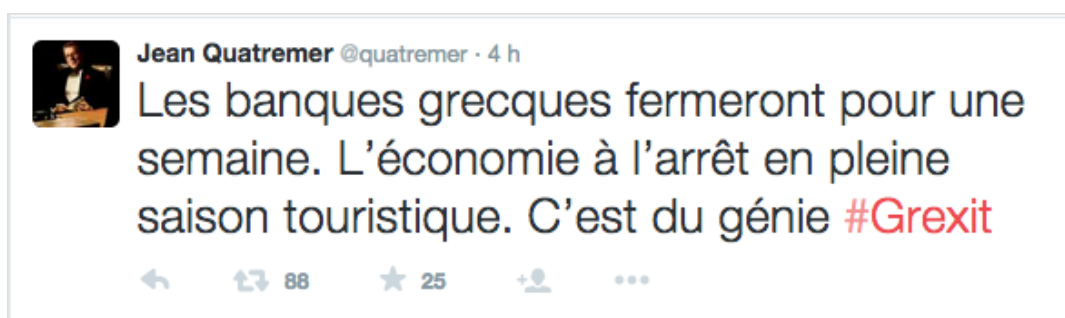 Jean Quatremer @quatremer · 4 h
Les banques grecques fermeront pour une
semaine. L’économie à l’arrêt en pleine
saison touristique. C’est du génie #Grexit
88 25